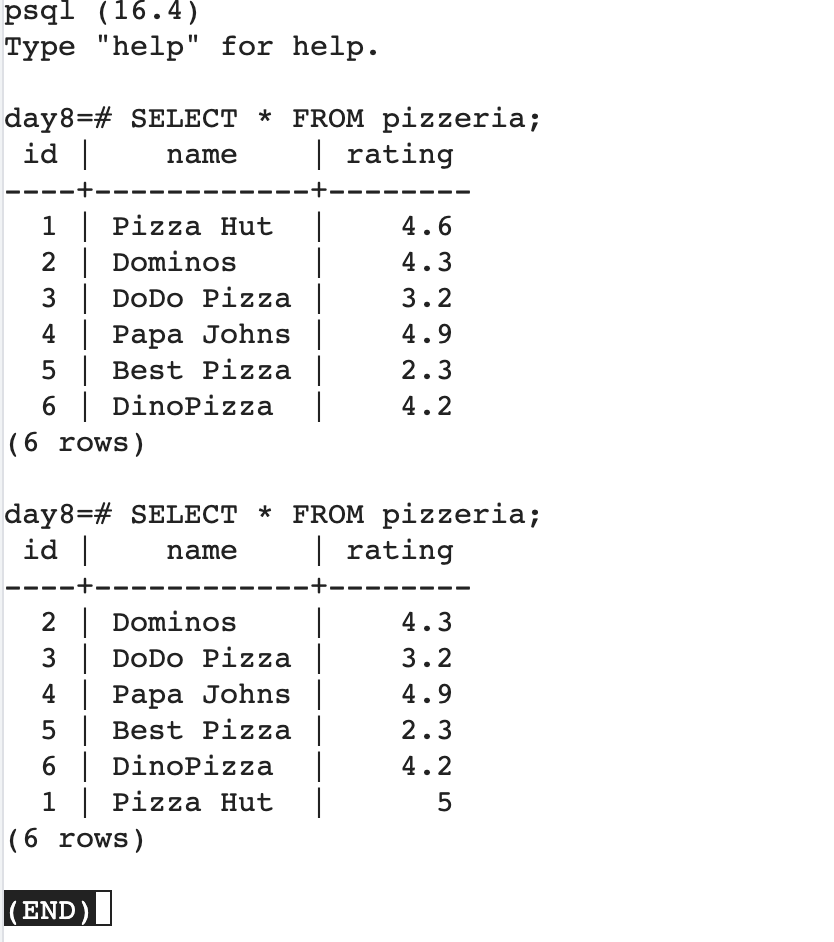 psql (16.4)
Type "help" for help.
day8=# SELECT * FROM pizzeria;
 id |    name    | rating
----+------------+--------
  1 | Pizza Hut  |    4.6
  2 | Dominos    |    4.3
  3 | DoDo Pizza |    3.2
  4 | Papa Johns |    4.9
  5 | Best Pizza |    2.3
  6 | DinoPizza  |    4.2
(6 rows)
day8=# SELECT * FROM pizzeria;
 id |    name    | rating
----+------------+--------
  2 | Dominos    |    4.3
  3 | DoDo Pizza |    3.2
  4 | Papa Johns |    4.9
  5 | Best Pizza |    2.3
  6 | DinoPizza  |    4.2
  1 | Pizza Hut  |      5
(6 rows)
(END)